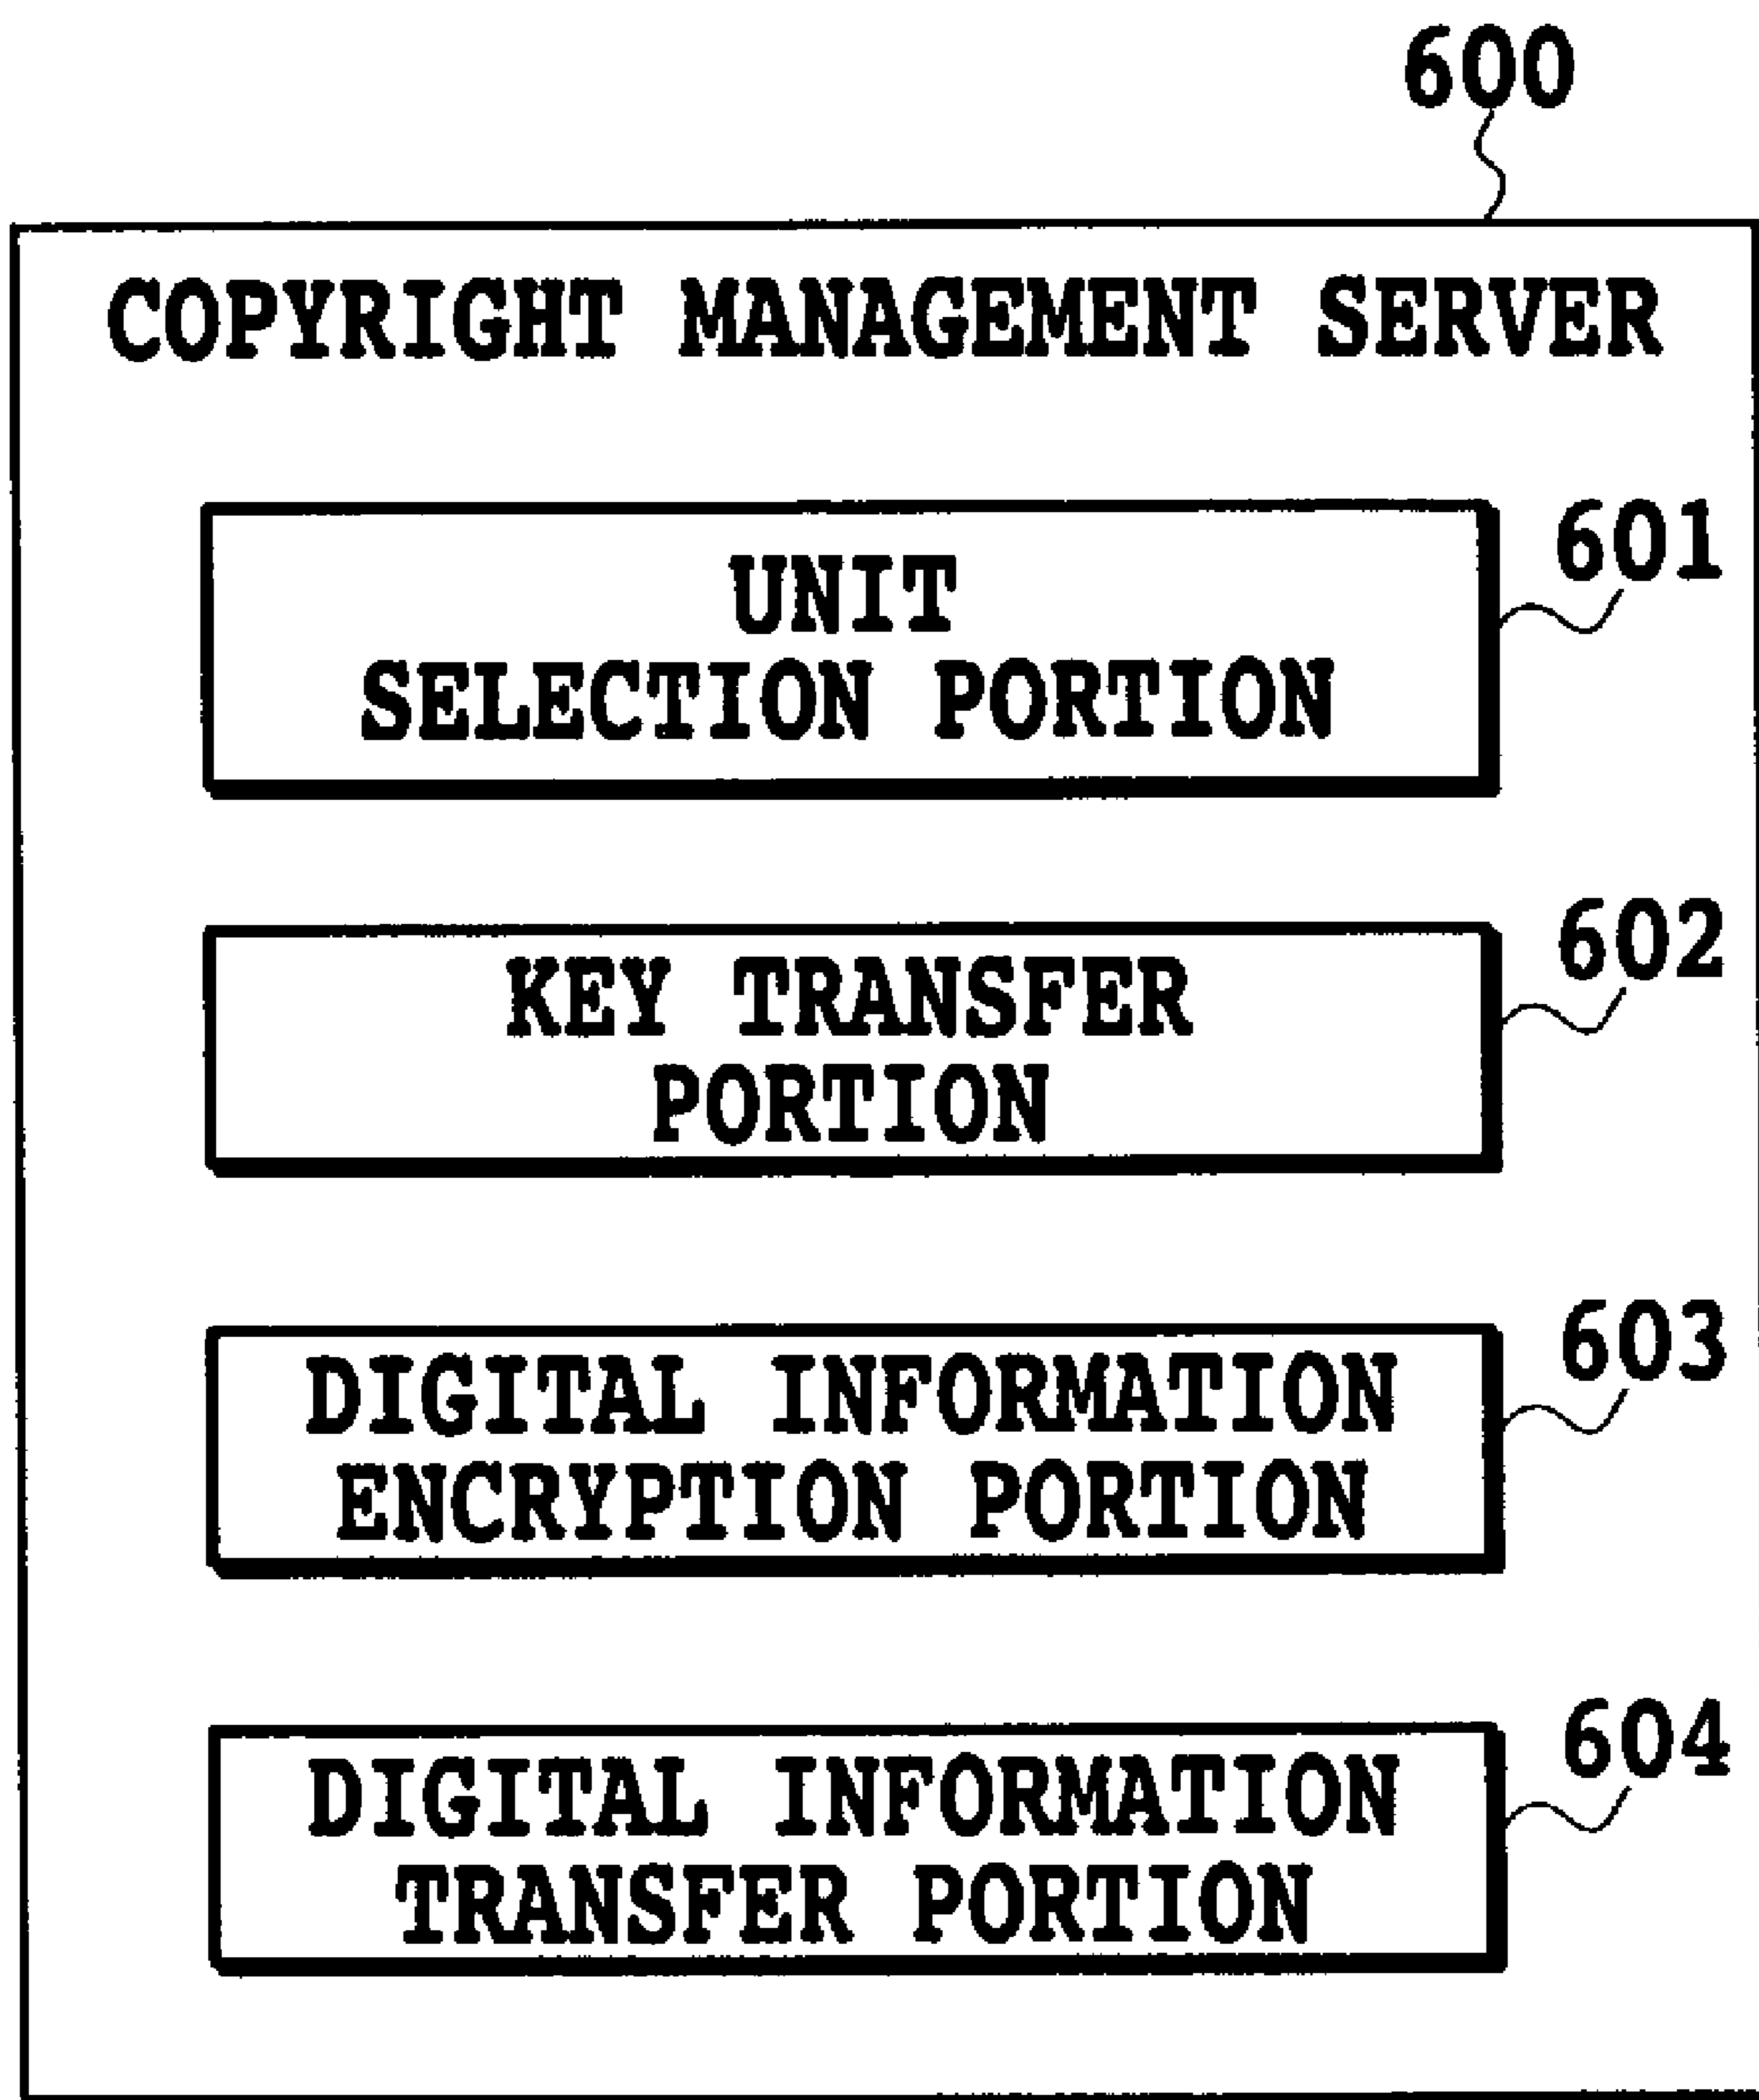 600
COPYRIGHT MANAGEMENT SERVER
601
UNIT
SELECTION PORTION
602
KEY TRANSFER
PORTION
603
DIGITAL INFORMATION
ENCRYPTION PORTION
604
DIGITAL INFORMATION
TRANSFER PORTION